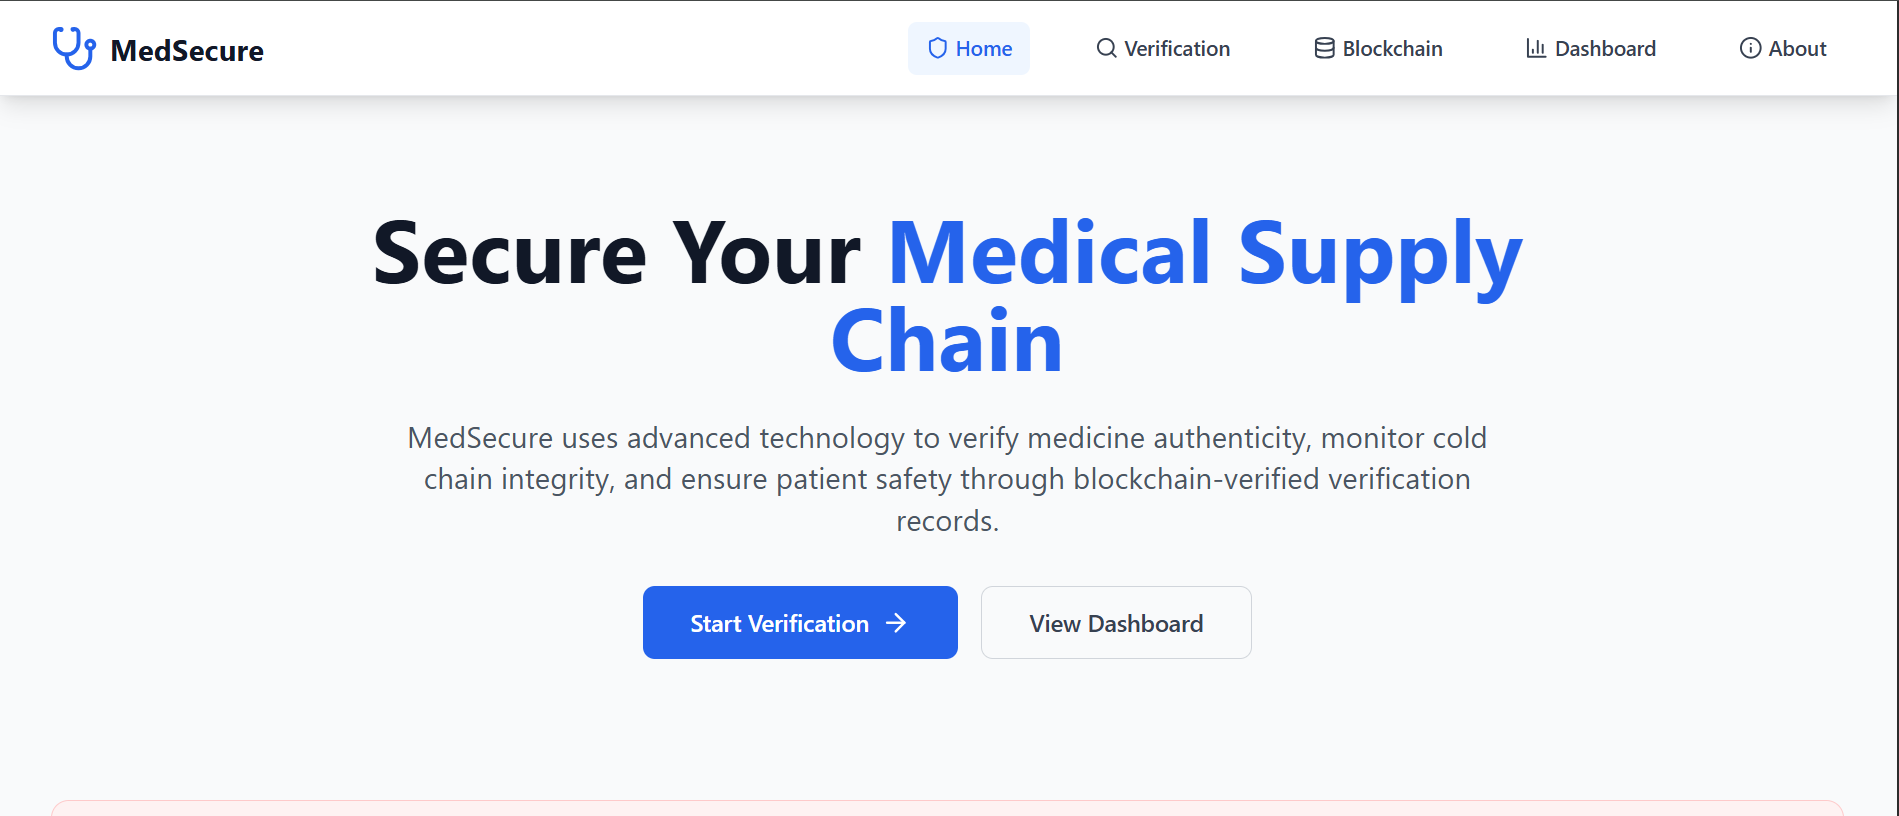 MedSecure
Home
Verification
Blockchain
Dashboard
About
Secure Your Medical Supply
Chain
MedSecure uses advanced technology to verify medicine authenticity, monitor cold
chain integrity, and ensure patient safety through blockchain-verified verification
records.
Start Verification
View Dashboard